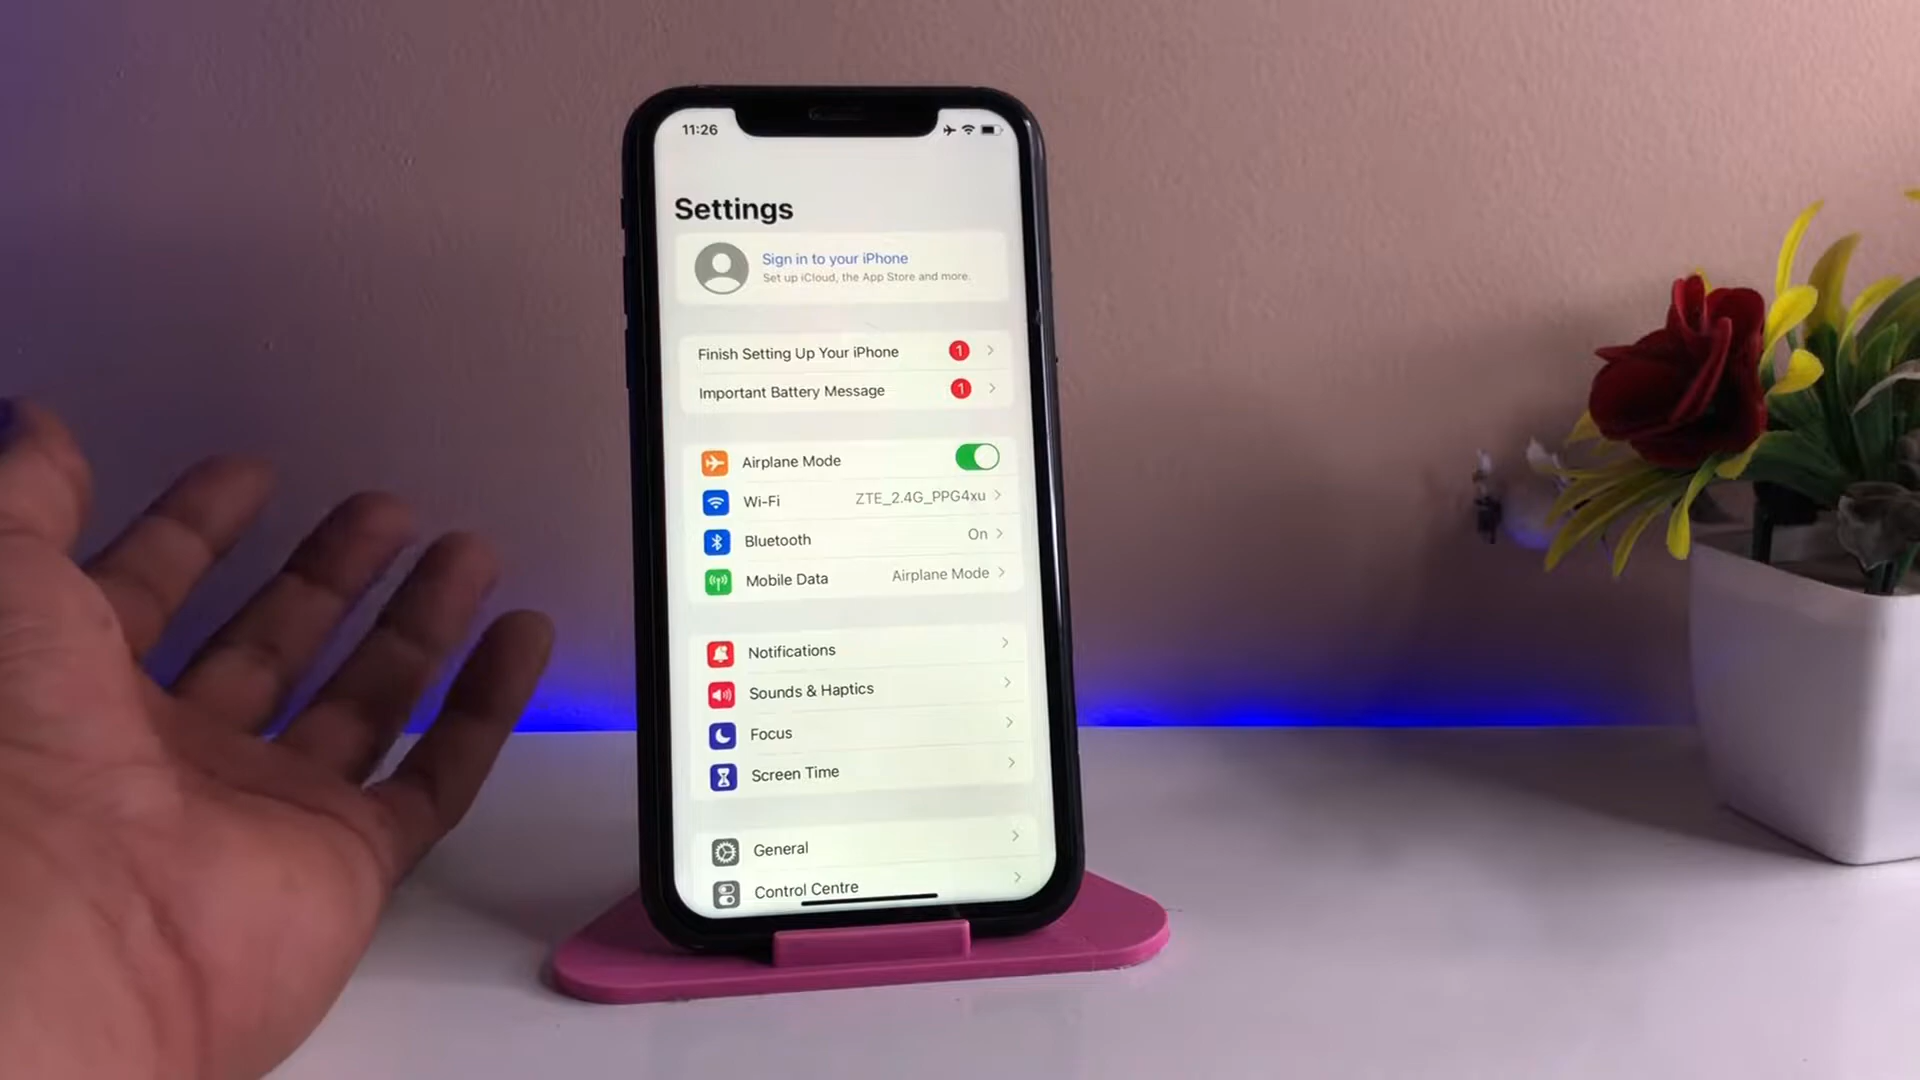 11:26
Settings
Sign in to your iPhone
Set up iCloud, the App Store and more.
Finish Setting Up Your iPhone 1
Important Battery Message 1
Airplane Mode
Wi-Fi ZTE_2.4G_PPG4xu
Bluetooth On
Mobile Data Airplane Mode
Notifications
Sounds & Haptics
Focus
Screen Time
General
Control Centre